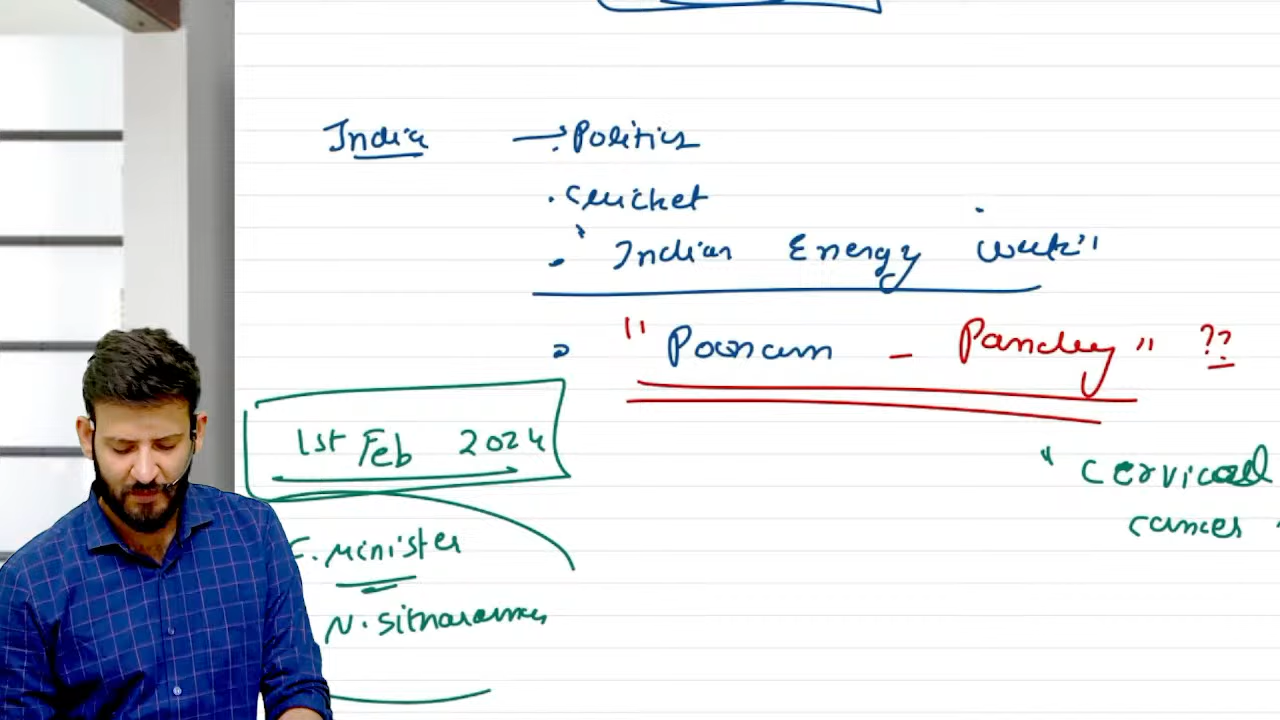 India → Politics
. Cricket
. " Indian Energy Week"
. " Poonam - Pandey " ??
1st Feb 2024
" Cervical
cancer
F. Minister
N. Sitharaman